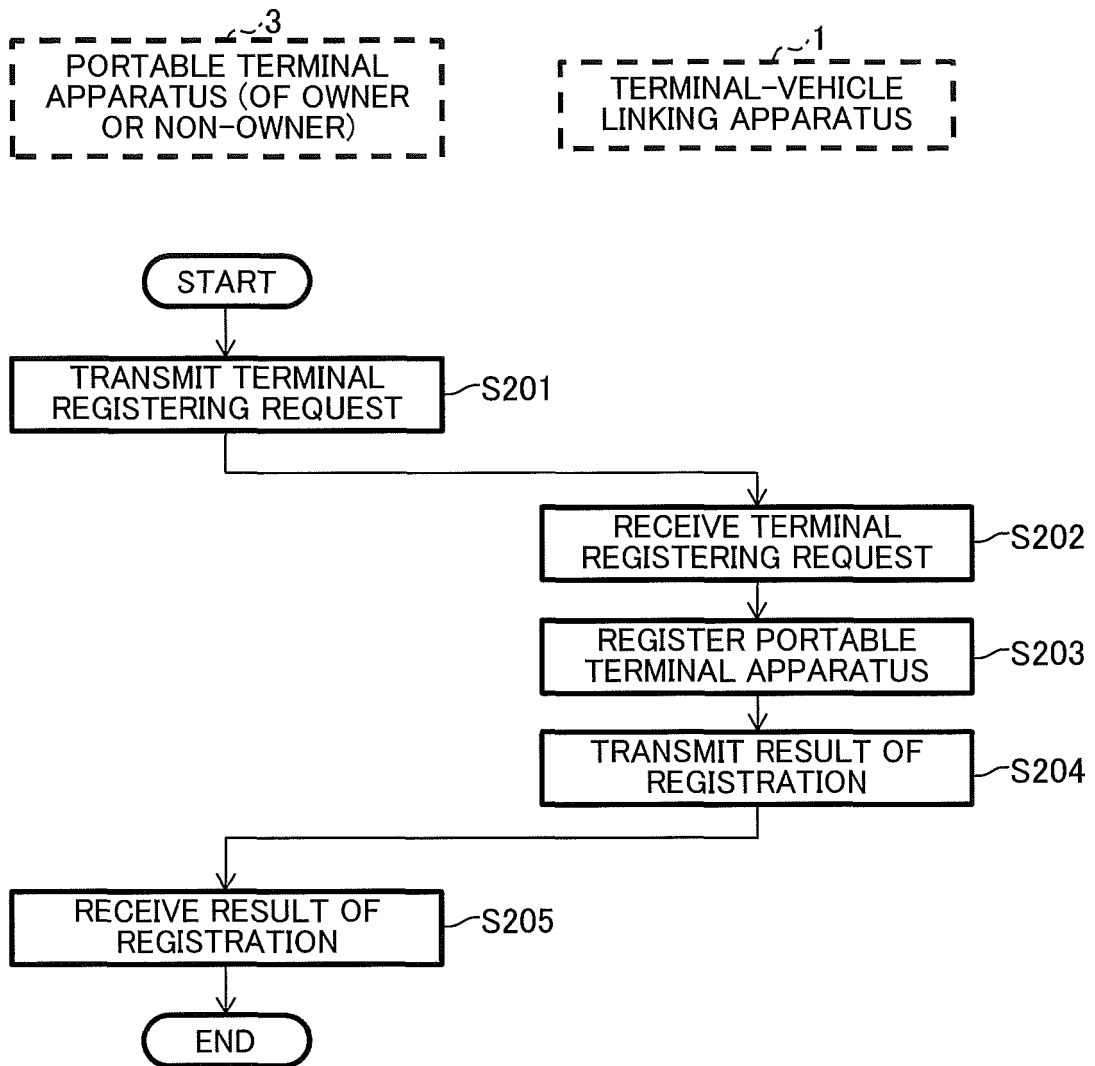 3
PORTABLE TERMINAL
APPARATUS (OF OWNER
OR NON-OWNER)
1
TERMINAL-VEHICLE
LINKING APPARATUS
START
TRANSMIT TERMINAL
REGISTERING REQUEST
S201
RECEIVE TERMINAL
REGISTERING REQUEST
S202
REGISTER PORTABLE
TERMINAL APPARATUS
S203
TRANSMIT RESULT OF
REGISTRATION
S204
RECEIVE RESULT OF
REGISTRATION
S205
END